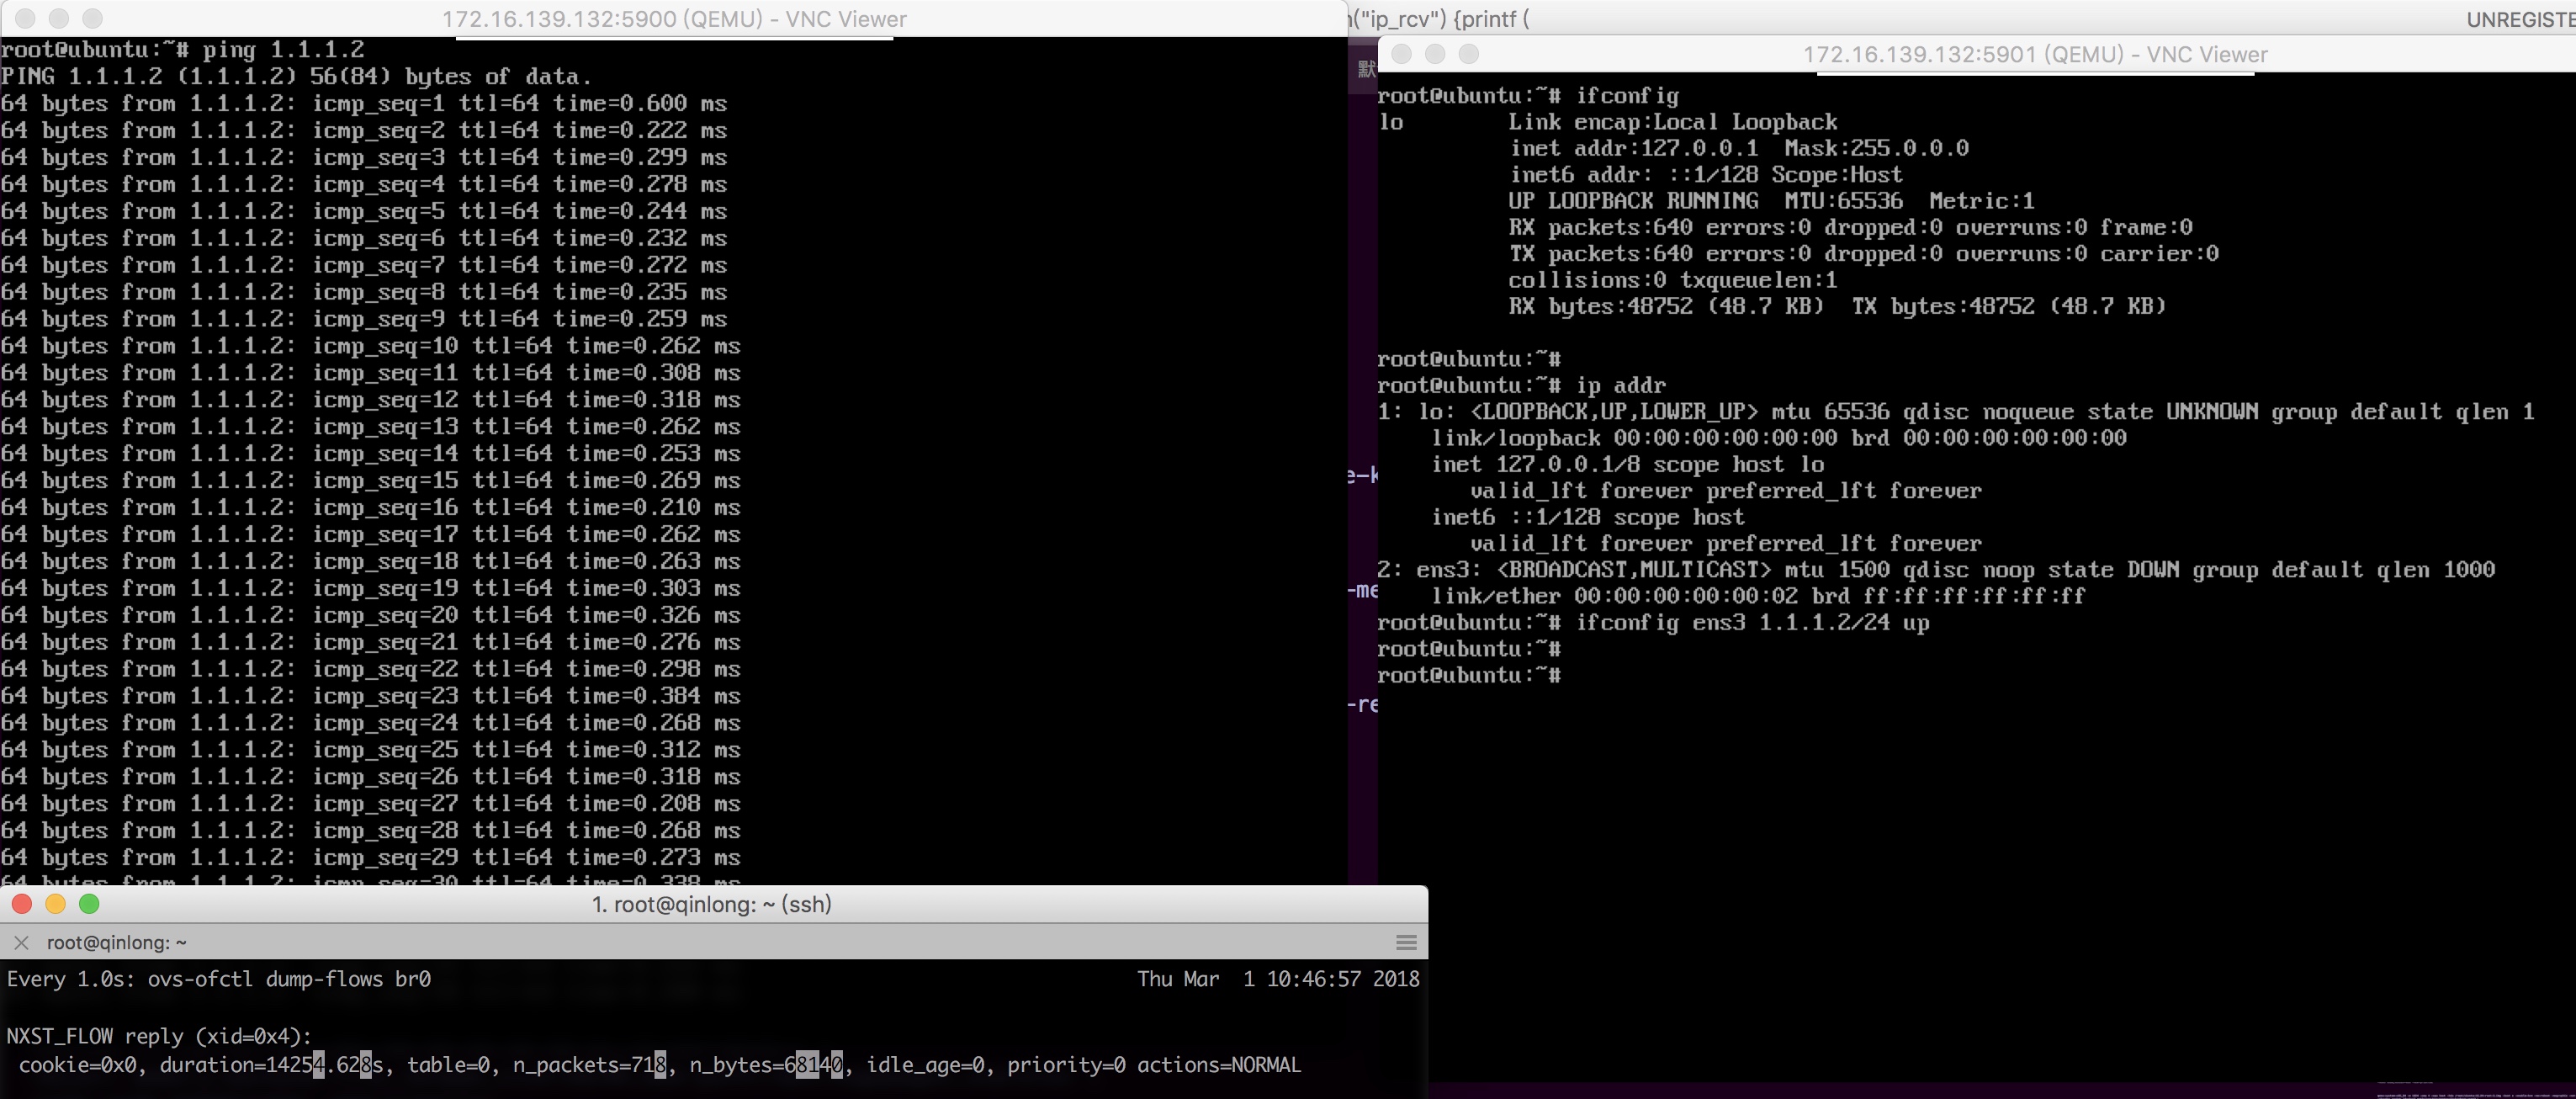 172.16.139.132:5900 (QEMU) - VNC Viewer
root@ubuntu:~# ping 1.1.1.2
PING 1.1.1.2 (1.1.1.2) 56(84) bytes of data.
64 bytes from 1.1.1.2: icmp_seq=1 ttl=64 time=0.600 ms
64 bytes from 1.1.1.2: icmp_seq=2 ttl=64 time=0.222 ms
64 bytes from 1.1.1.2: icmp_seq=3 ttl=64 time=0.299 ms
64 bytes from 1.1.1.2: icmp_seq=4 ttl=64 time=0.278 ms
64 bytes from 1.1.1.2: icmp_seq=5 ttl=64 time=0.244 ms
64 bytes from 1.1.1.2: icmp_seq=6 ttl=64 time=0.232 ms
64 bytes from 1.1.1.2: icmp_seq=7 ttl=64 time=0.272 ms
64 bytes from 1.1.1.2: icmp_seq=8 ttl=64 time=0.235 ms
64 bytes from 1.1.1.2: icmp_seq=9 ttl=64 time=0.259 ms
64 bytes from 1.1.1.2: icmp_seq=10 ttl=64 time=0.262 ms
64 bytes from 1.1.1.2: icmp_seq=11 ttl=64 time=0.308 ms
64 bytes from 1.1.1.2: icmp_seq=12 ttl=64 time=0.318 ms
64 bytes from 1.1.1.2: icmp_seq=13 ttl=64 time=0.262 ms
64 bytes from 1.1.1.2: icmp_seq=14 ttl=64 time=0.253 ms
64 bytes from 1.1.1.2: icmp_seq=15 ttl=64 time=0.269 ms
64 bytes from 1.1.1.2: icmp_seq=16 ttl=64 time=0.210 ms
64 bytes from 1.1.1.2: icmp_seq=17 ttl=64 time=0.262 ms
64 bytes from 1.1.1.2: icmp_seq=18 ttl=64 time=0.263 ms
64 bytes from 1.1.1.2: icmp_seq=19 ttl=64 time=0.303 ms
64 bytes from 1.1.1.2: icmp_seq=20 ttl=64 time=0.326 ms
64 bytes from 1.1.1.2: icmp_seq=21 ttl=64 time=0.276 ms
64 bytes from 1.1.1.2: icmp_seq=22 ttl=64 time=0.298 ms
64 bytes from 1.1.1.2: icmp_seq=23 ttl=64 time=0.384 ms
64 bytes from 1.1.1.2: icmp_seq=24 ttl=64 time=0.268 ms
64 bytes from 1.1.1.2: icmp_seq=25 ttl=64 time=0.312 ms
64 bytes from 1.1.1.2: icmp_seq=26 ttl=64 time=0.318 ms
64 bytes from 1.1.1.2: icmp_seq=27 ttl=64 time=0.208 ms
64 bytes from 1.1.1.2: icmp_seq=28 ttl=64 time=0.268 ms
64 bytes from 1.1.1.2: icmp_seq=29 ttl=64 time=0.273 ms
64 bytes from 1.1.1.2: icmp_seq=30 ttl=64 time=0.338 ms
("ip_rcv") {printf (
UNREGISTE
默
e-k
-me
-re
172.16.139.132:5901 (QEMU) - VNC Viewer
root@ubuntu:~# ifconfig
lo Link encap:Local Loopback
inet addr:127.0.0.1 Mask:255.0.0.0
inet6 addr: ::1/128 Scope:Host
UP LOOPBACK RUNNING MTU:65536 Metric:1
RX packets:640 errors:0 dropped:0 overruns:0 frame:0
TX packets:640 errors:0 dropped:0 overruns:0 carrier:0
collisions:0 txqueuelen:1
RX bytes:48752 (48.7 KB) TX bytes:48752 (48.7 KB)
root@ubuntu:~#
root@ubuntu:~# ip addr
1: lo: <LOOPBACK,UP,LOWER_UP> mtu 65536 qdisc noqueue state UNKNOWN group default qlen 1
link/loopback 00:00:00:00:00:00 brd 00:00:00:00:00:00
inet 127.0.0.1/8 scope host lo
valid_lft forever preferred_lft forever
inet6 ::1/128 scope host
valid_lft forever preferred_lft forever
2: ens3: <BROADCAST,MULTICAST> mtu 1500 qdisc noop state DOWN group default qlen 1000
link/ether 00:00:00:00:00:02 brd ff:ff:ff:ff:ff:ff
root@ubuntu:~# ifconfig ens3 1.1.1.2/24 up
root@ubuntu:~#
root@ubuntu:~#
1. root@qinlong: ~ (ssh)
root@qinlong: ~
Every 1.0s: ovs-ofctl dump-flows br0 Thu Mar 1 10:46:57 2018
NXST_FLOW reply (xid=0x4):
cookie=0x0, duration=14254.628s, table=0, n_packets=718, n_bytes=68140, idle_age=0, priority=0 actions=NORMAL